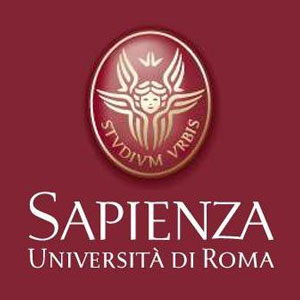 STVDIVM VRBIS
SAPIENZA
UNIVERSITÀ DI ROMA